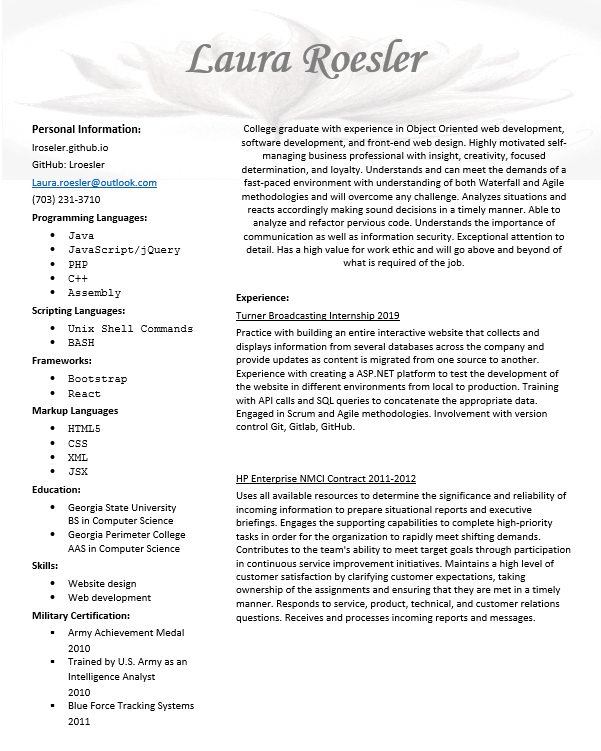 Laura Roesler
Personal Information:
lroseler.github.io
GitHub: Lroesler
Laura.roesler@outlook.com
(703) 231-3710
Programming Languages:
• Java
• JavaScript/jQuery
• PHP
• C++
• Assembly
Scripting Languages:
• Unix Shell Commands
• BASH
Frameworks:
• Bootstrap
• React
Markup Languages
• HTML5
• CSS
• XML
• JSX
Education:
• Georgia State University
BS in Computer Science
• Georgia Perimeter College
AAS in Computer Science
Skills:
• Website design
• Web development
Military Certification:
▪ Army Achievement Medal
2010
▪ Trained by U.S. Army as an
Intelligence Analyst
2010
▪ Blue Force Tracking Systems
2011
College graduate with experience in Object Oriented web development,
software development, and front-end web design. Highly motivated self-
managing business professional with insight, creativity, focused
determination, and loyalty. Understands and can meet the demands of a
fast-paced environment with understanding of both Waterfall and Agile
methodologies and will overcome any challenge. Analyzes situations and
reacts accordingly making sound decisions in a timely manner. Able to
analyze and refactor pervious code. Understands the importance of
communication as well as information security. Exceptional attention to
detail. Has a high value for work ethic and will go above and beyond of
what is required of the job.
Experience:
Turner Broadcasting Internship 2019
Practice with building an entire interactive website that collects and
displays information from several databases across the company and
provide updates as content is migrated from one source to another.
Experience with creating a ASP.NET platform to test the development of
the website in different environments from local to production. Training
with API calls and SQL queries to concatenate the appropriate data.
Engaged in Scrum and Agile methodologies. Involvement with version
control Git, Gitlab, GitHub.
HP Enterprise NMCI Contract 2011-2012
Uses all available resources to determine the significance and reliability of
incoming information to prepare situational reports and executive
briefings. Engages the supporting capabilities to complete high-priority
tasks in order for the organization to rapidly meet shifting demands.
Contributes to the team's ability to meet target goals through participation
in continuous service improvement initiatives. Maintains a high level of
customer satisfaction by clarifying customer expectations, taking
ownership of the assignments and ensuring that they are met in a timely
manner. Responds to service, product, technical, and customer relations
questions. Receives and processes incoming reports and messages.